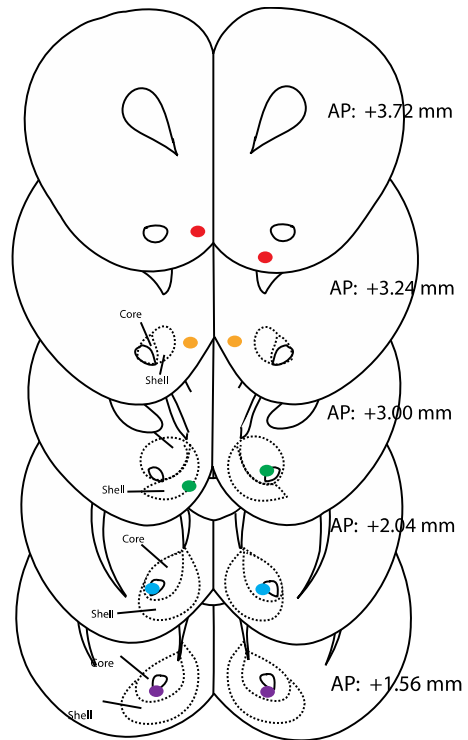 AP: +3.72 mm
AP: +3.24 mm
Core
Shell
AP: +3.00 mm
Shell
AP: +2.04 mm
Core
Shell
Core
AP: +1.56 mm
Shell